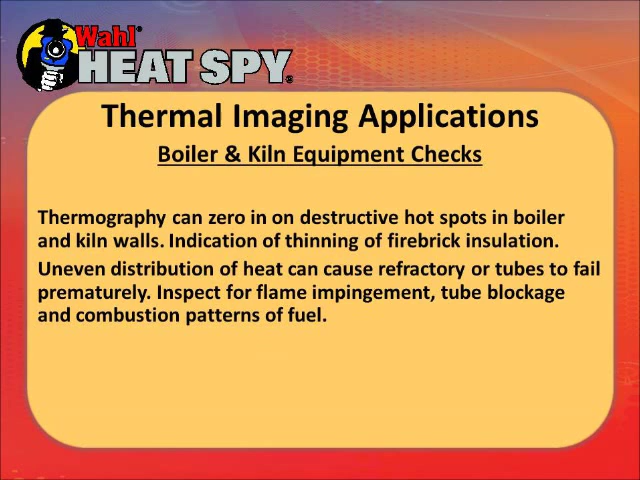 Wahl®
HEAT SPY®
Thermal Imaging Applications
Boiler & Kiln Equipment Checks
Thermography can zero in on destructive hot spots in boiler
and kiln walls. Indication of thinning of firebrick insulation.
Uneven distribution of heat can cause refractory or tubes to fail
prematurely. Inspect for flame impingement, tube blockage
and combustion patterns of fuel.